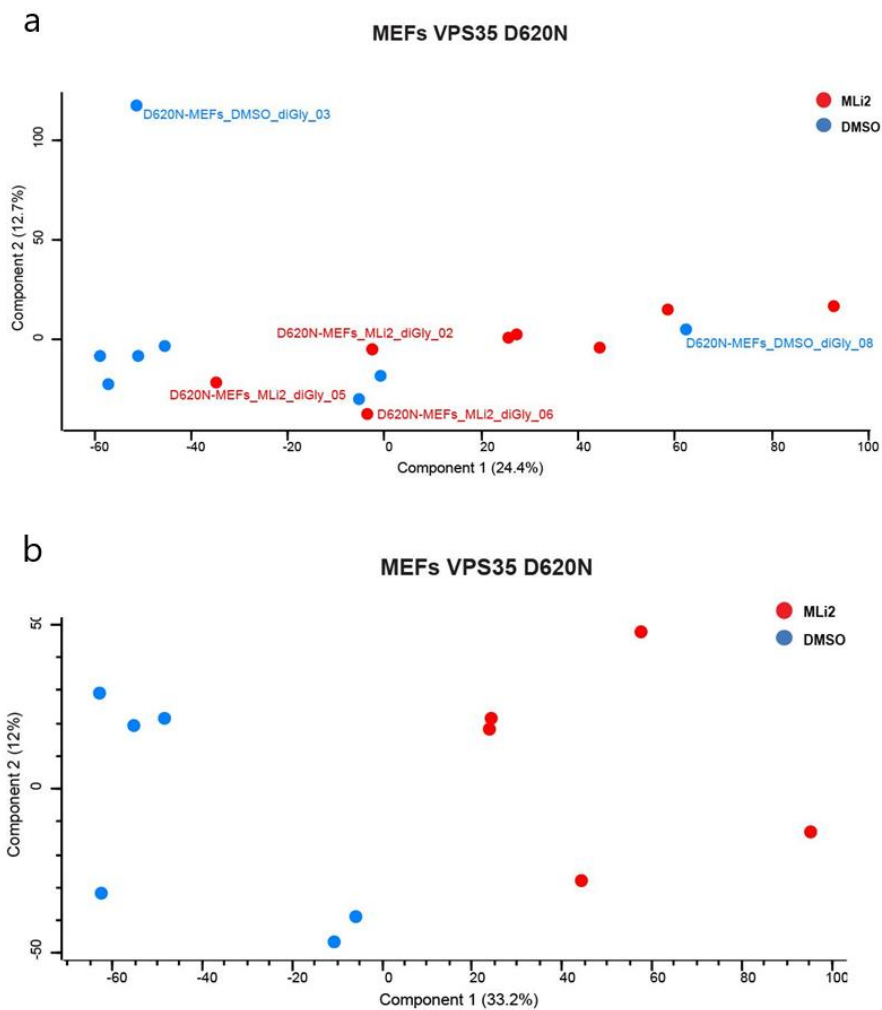 a
MEFs VPS35 D620N
MLi2
DMSO
D620N-MEFs_DMSO_diGly_03
100
50
0
Component 2 (12.7%)
D620N-MEFs_MLi2_diGly_02
D620N-MEFs_DMSO_diGly_08
D620N-MEFs_MLi2_diGly_05
D620N-MEFs_MLi2_diGly_06
-60 -40 -20 0 20 40 60 80 100
Component 1 (24.4%)
b
MEFs VPS35 D620N
MLi2
DMSO
0
-50
Component 2 (12%)
-60 -40 -20 0 20 40 60 80 100
Component 1 (33.2%)